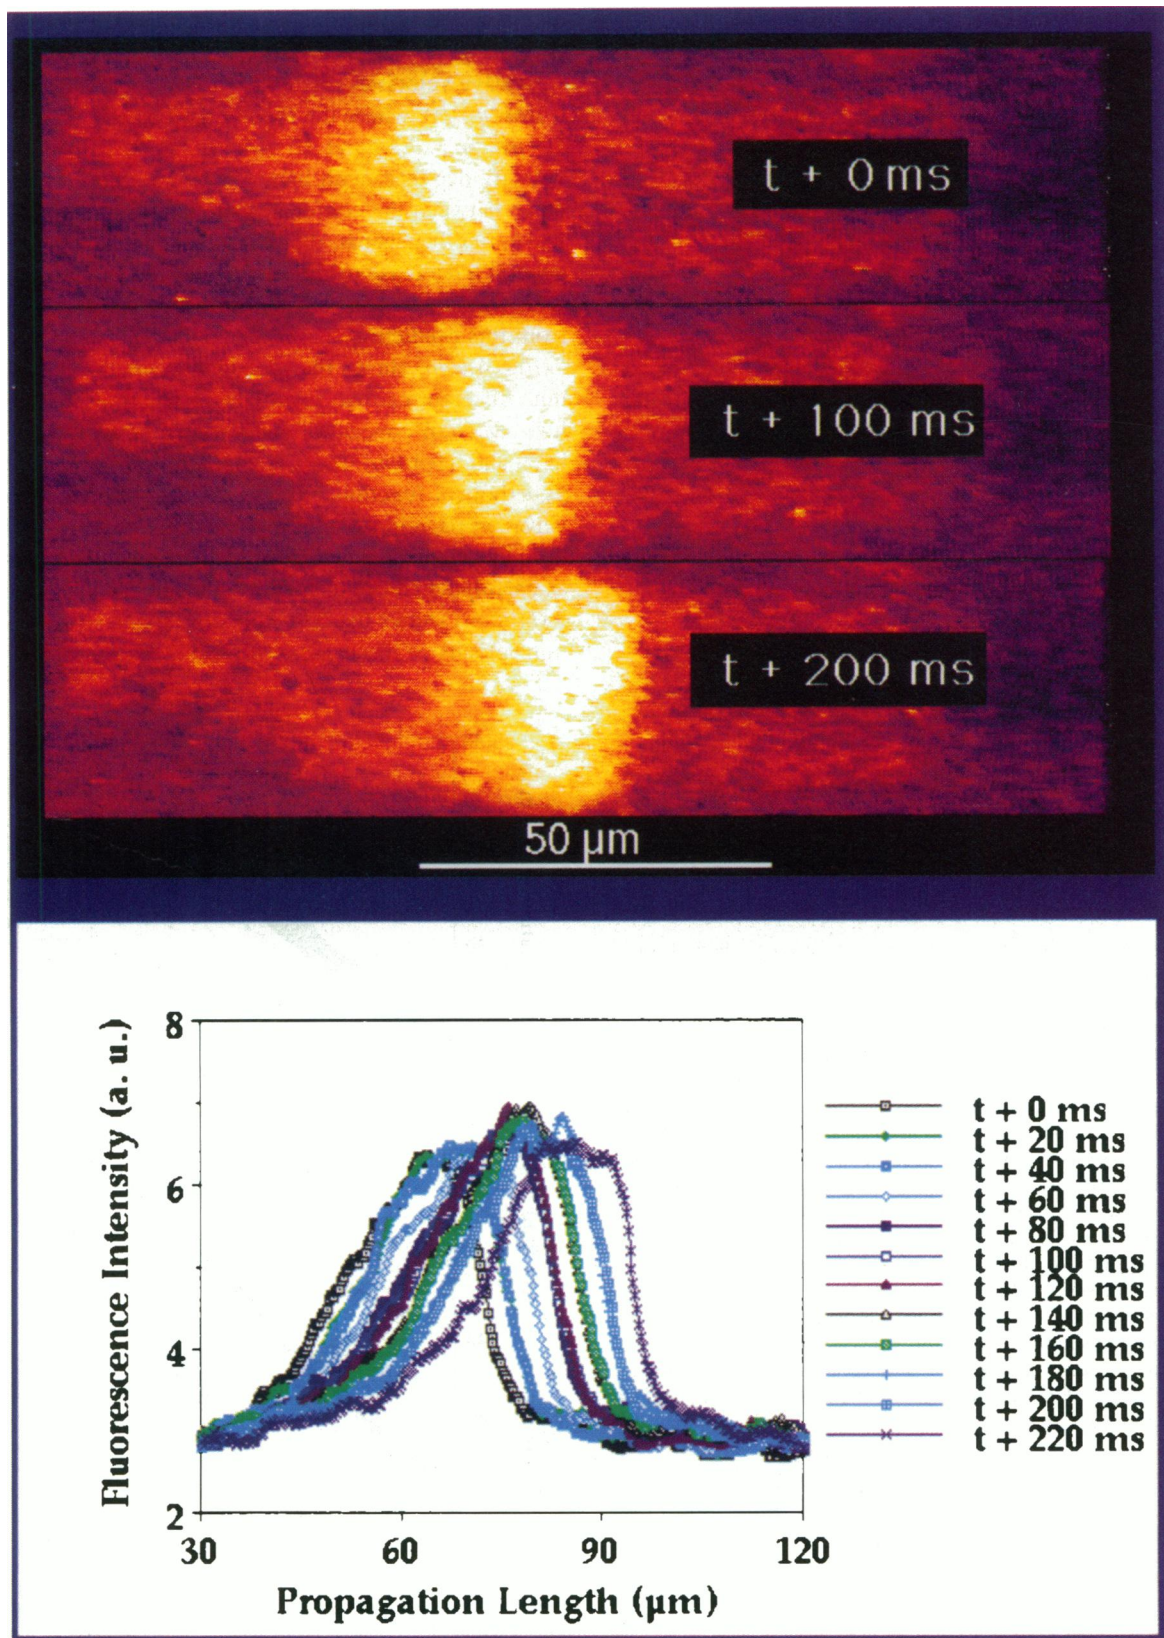 t + 0 ms
t + 100 ms
t + 200 ms
50 µm
Fluorescence Intensity (a. u.)
8
6
4
2
30 60 90 120
Propagation Length (µm)
t + 0 ms
t + 20 ms
t + 40 ms
t + 60 ms
t + 80 ms
t + 100 ms
t + 120 ms
t + 140 ms
t + 160 ms
t + 180 ms
t + 200 ms
t + 220 ms